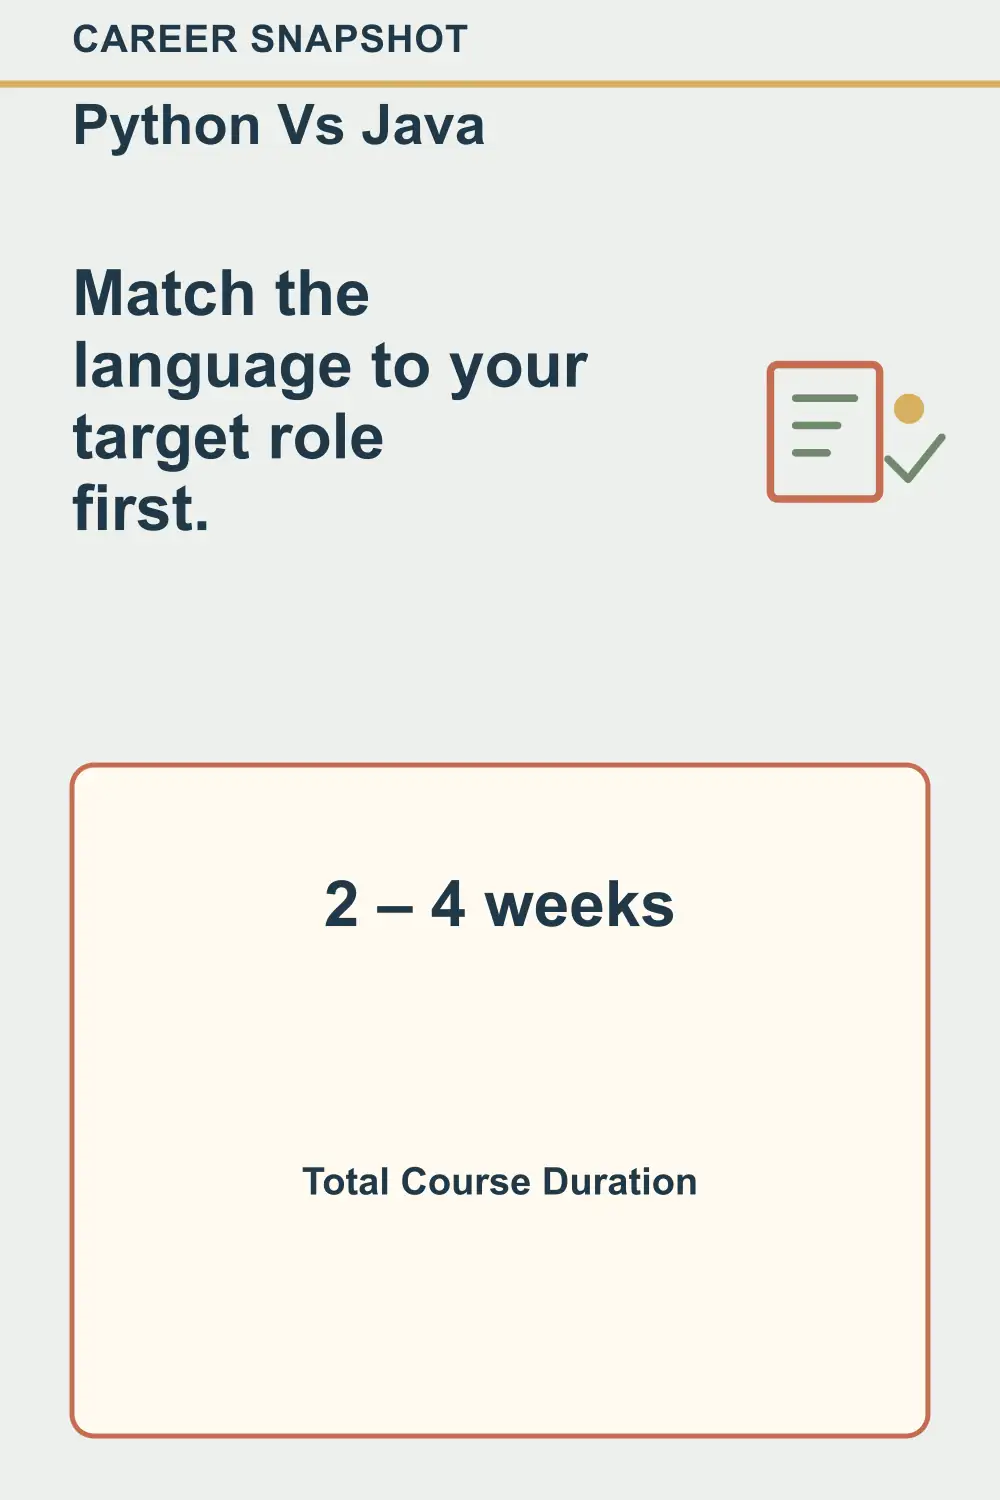 CAREER SNAPSHOT
Python Vs Java
Match the
language to your
target role
first.
2 – 4 weeks
Total Course Duration